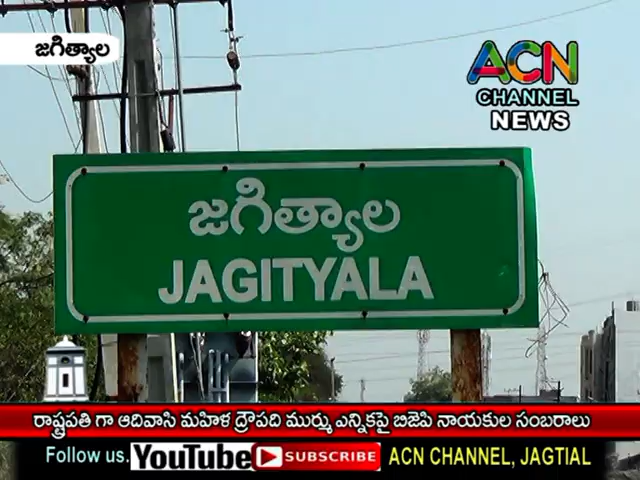 జగిత్యాల
ACN
CHANNEL
NEWS
జగిత్యాల
JAGITYALA
రాష్ట్రపతి గా ఆదివాసి మహిళ ద్రౌపది ముర్ము ఎన్నికపై బిజెపి నాయకుల సంబరాలు
Follow us. YouTube SUBSCRIBE ACN CHANNEL, JAGTIAL